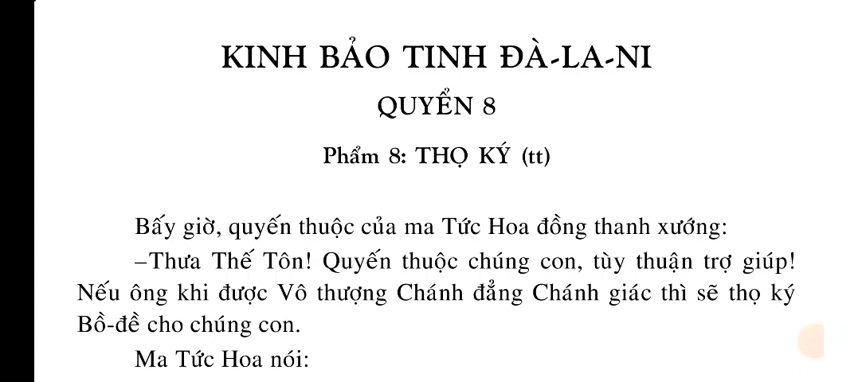 KINH BẢO TINH ĐÀ-LA-NI
QUYỂN 8
Phẩm 8: THỌ KÝ (tt)
Bấy giờ, quyến thuộc của ma Tức Hoa đồng thanh xướng:
–Thưa Thế Tôn! Quyến thuộc chúng con, tùy thuận trợ giúp!
Nếu ông khi được Vô thượng Chánh đẳng Chánh giác thì sẽ thọ ký
Bồ-đề cho chúng con.
Ma Tức Hoa nói: